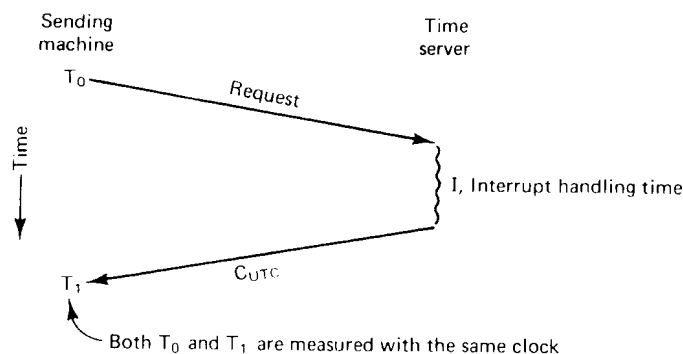 Sending
machine
Time
server
T₀
Request
Time
I, Interrupt handling time
C_UTC
T₁
Both T₀ and T₁ are measured with the same clock